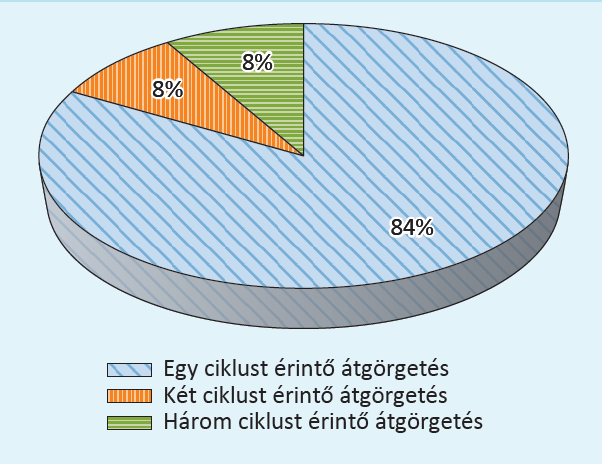 8%
8%
84%
Egy ciklust érintő átgörgetés
Két ciklust érintő átgörgetés
Három ciklust érintő átgörgetés